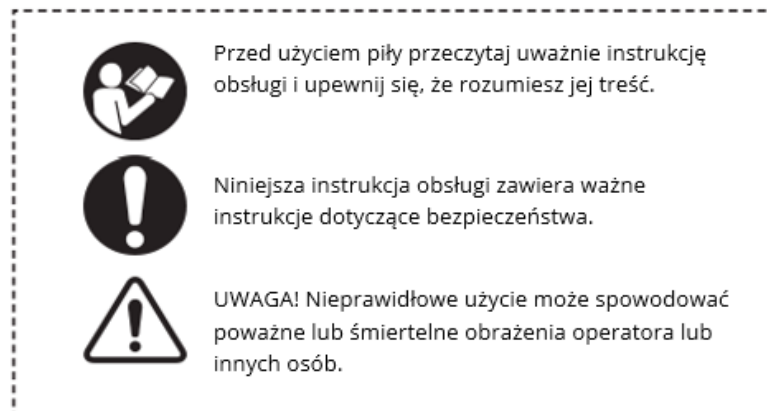 Przed użyciem piły przeczytaj uważnie instrukcję
obsługi i upewnij się, że rozumiesz jej treść.
Niniejsza instrukcja obsługi zawiera ważne
instrukcje dotyczące bezpieczeństwa.
UWAGA! Nieprawidłowe użycie może spowodować
poważne lub śmiertelne obrażenia operatora lub
innych osób.